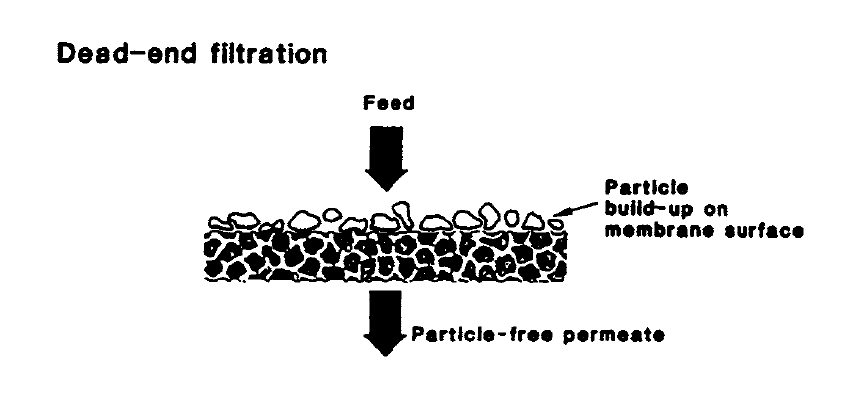 Dead-end filtration
Feed
Particle
build-up on
membrane surface
Particle-free permeate